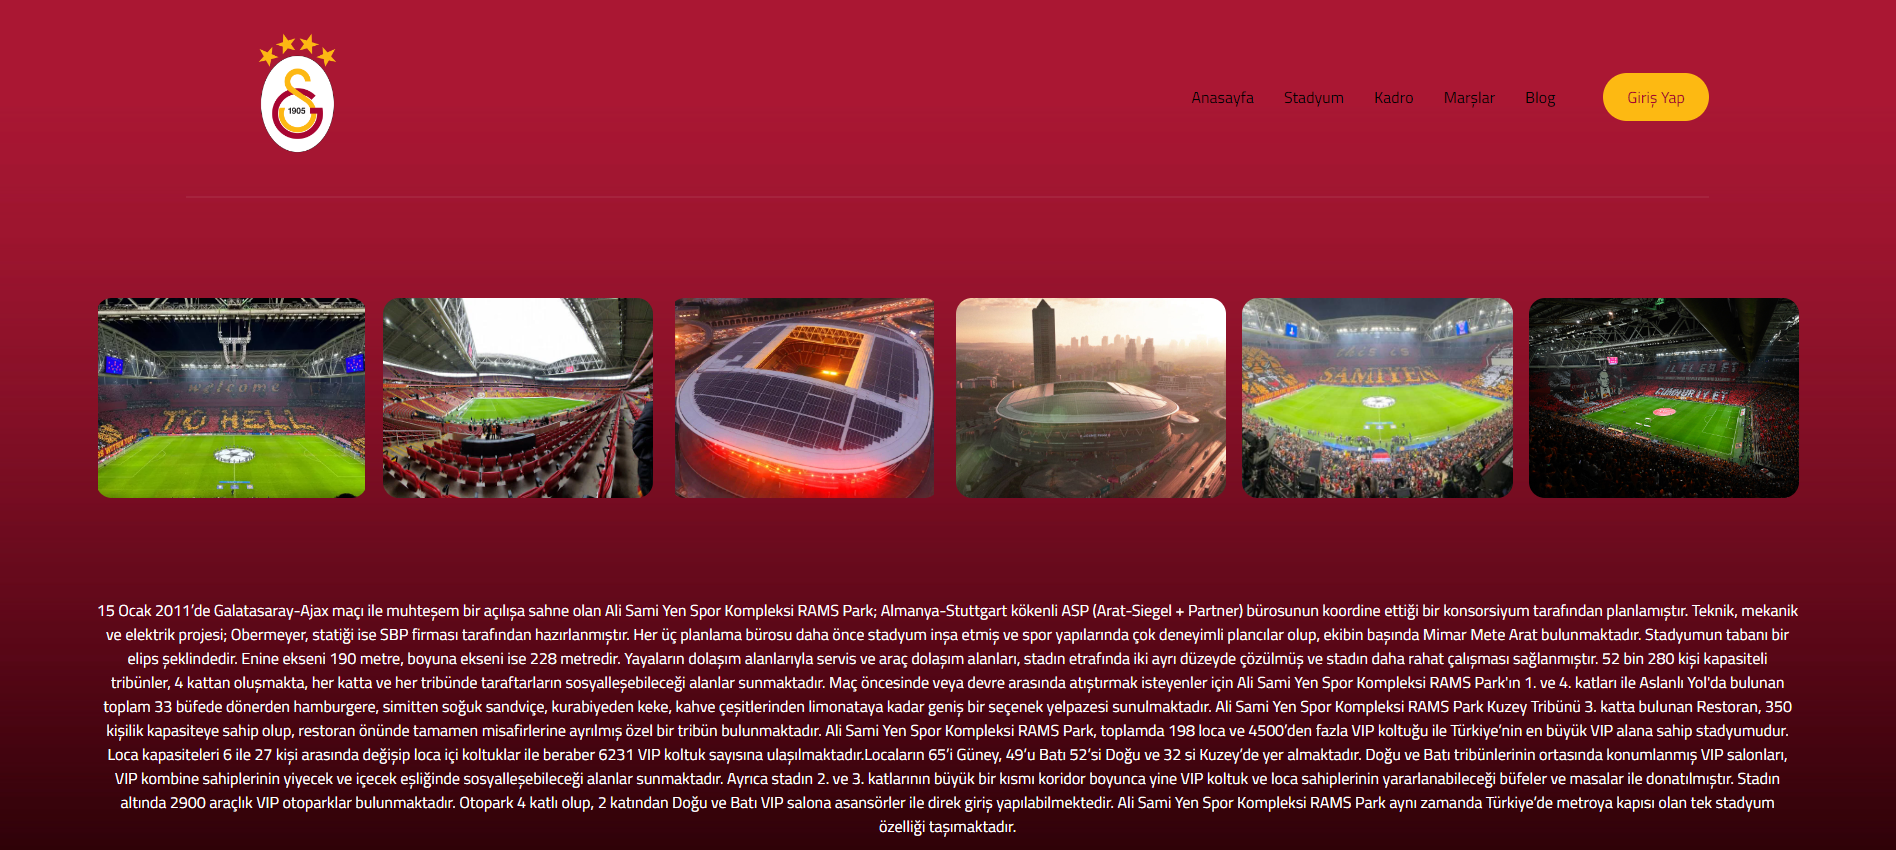 1905
Anasayfa Stadyum Kadro Marşlar Blog Giriş Yap
welcome
TO HELL
THIS IS
SAMİYEN
CUMHURİYET
15 Ocak 2011’de Galatasaray-Ajax maçı ile muhteşem bir açılışa sahne olan Ali Sami Yen Spor Kompleksi RAMS Park; Almanya-Stuttgart kökenli ASP (Arat-Siegel + Partner) bürosunun koordine ettiği bir konsorsiyum tarafından planlamıştır. Teknik, mekanik
ve elektrik projesi; Obermeyer, statiği ise SBP firması tarafından hazırlanmıştır. Her üç planlama bürosu daha önce stadyum inşa etmiş ve spor yapılarında çok deneyimli plancılar olup, ekibin başında Mimar Mete Arat bulunmaktadır. Stadyumun tabanı bir
elips şeklindedir. Enine ekseni 190 metre, boyuna ekseni ise 228 metredir. Yayaların dolaşım alanlarıyla servis ve araç dolaşım alanları, stadın etrafında iki ayrı düzeyde çözülmüş ve stadın daha rahat çalışması sağlanmıştır. 52 bin 280 kişi kapasiteli
tribünler, 4 kattan oluşmakta, her katta ve her tribünde taraftarların sosyalleşebileceği alanlar sunmaktadır. Maç öncesinde veya devre arasında atıştırmak isteyenler için Ali Sami Yen Spor Kompleksi RAMS Park'ın 1. ve 4. katları ile Aslanlı Yol'da bulunan
toplam 33 büfede dönerden hamburgere, simitten soğuk sandviçe, kurabiyeden keke, kahve çeşitlerinden limonataya kadar geniş bir seçenek yelpazesi sunulmaktadır. Ali Sami Yen Spor Kompleksi RAMS Park Kuzey Tribünü 3. katta bulunan Restoran, 350
kişilik kapasiteye sahip olup, restoran önünde tamamen misafirlerine ayrılmış özel bir tribün bulunmaktadır. Ali Sami Yen Spor Kompleksi RAMS Park, toplamda 198 loca ve 4500’den fazla VIP koltuğu ile Türkiye’nin en büyük VIP alana sahip stadyumudur.
Loca kapasiteleri 6 ile 27 kişi arasında değişip loca içi koltuklar ile beraber 6231 VIP koltuk sayısına ulaşılmaktadır.Locaların 65’i Güney, 49’u Batı 52’si Doğu ve 32 si Kuzey’de yer almaktadır. Doğu ve Batı tribünlerinin ortasında konumlanmış VIP salonları,
VIP kombine sahiplerinin yiyecek ve içecek eşliğinde sosyalleşebileceği alanlar sunmaktadır. Ayrıca stadın 2. ve 3. katlarının büyük bir kısmı koridor boyunca yine VIP koltuk ve loca sahiplerinin yararlanabileceği büfeler ve masalar ile donatılmıştır. Stadın
altında 2900 araçlık VIP otoparklar bulunmaktadır. Otopark 4 katlı olup, 2 katından Doğu ve Batı VIP salona asansörler ile direk giriş yapılabilmektedir. Ali Sami Yen Spor Kompleksi RAMS Park aynı zamanda Türkiye’de metroya kapısı olan tek stadyum
özelliği taşımaktadır.